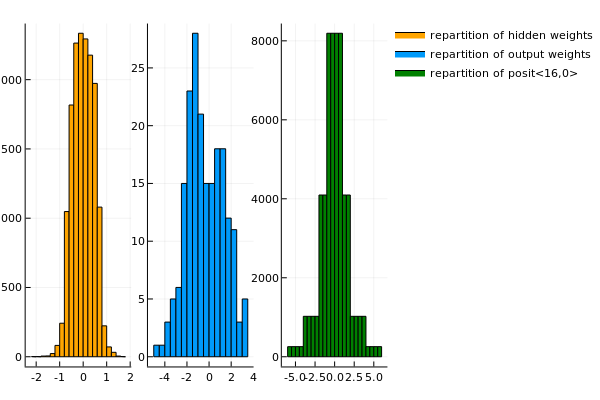 repartition of hidden weights
repartition of output weights
repartition of posit<16,0>
000
500
000
500
0
-2 -1 0 1 2
25
20
15
10
5
0
-4 -2 0 2 4
8000
6000
4000
2000
0
-5.0 -2.5 0.0 2.5 5.0